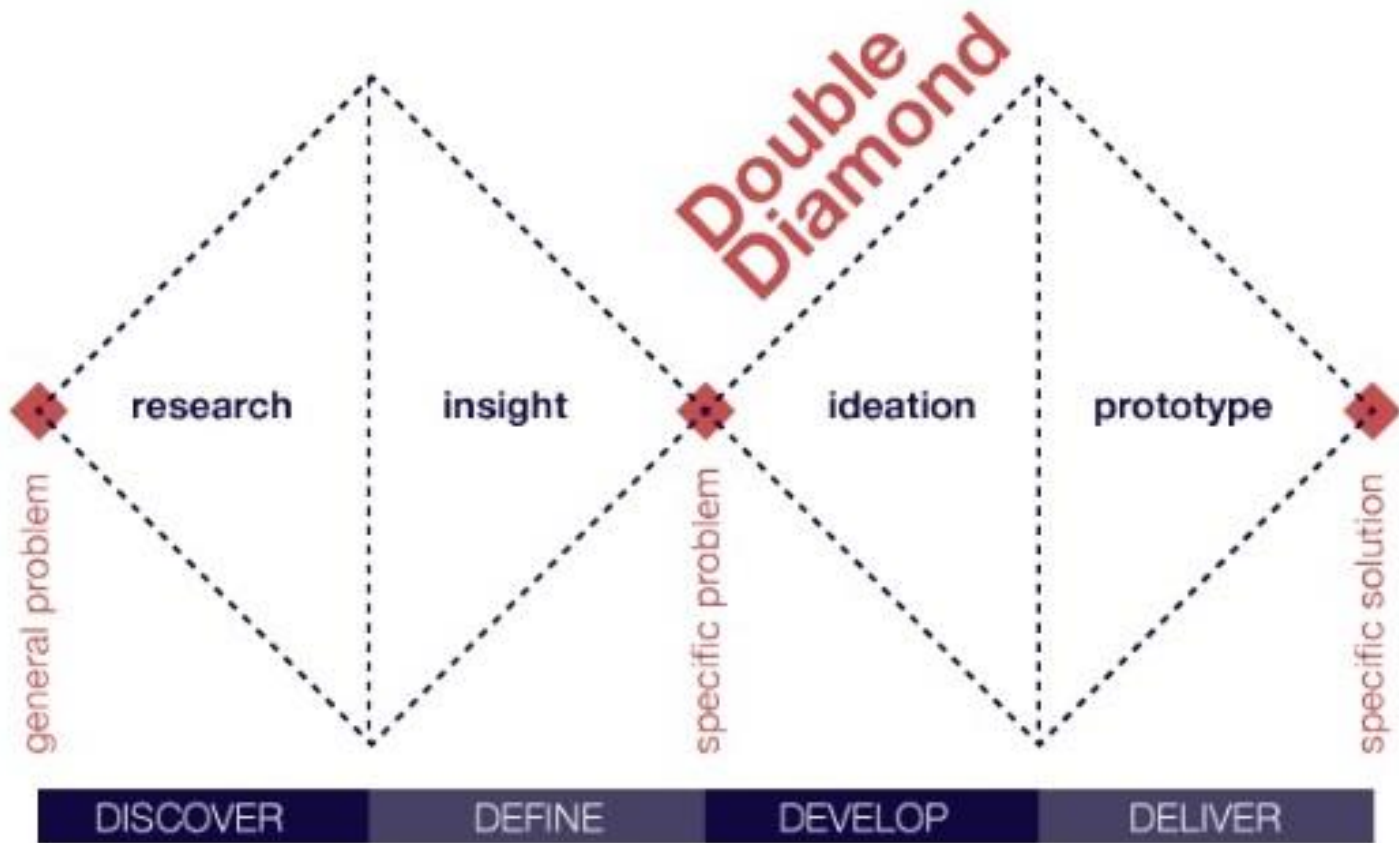 Double
Diamond
research
insight
ideation
prototype
general problem
specific problem
specific solution
DISCOVER
DEFINE
DEVELOP
DELIVER